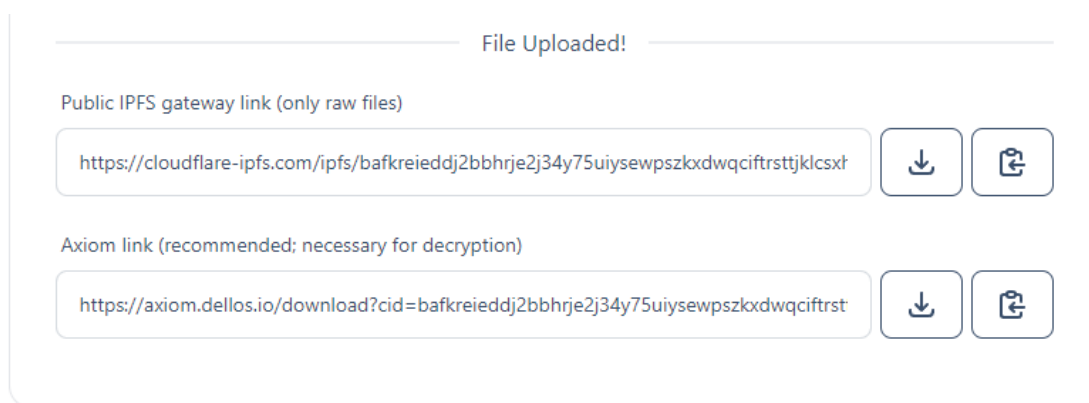 File Uploaded!
Public IPFS gateway link (only raw files)
https://cloudflare-ipfs.com/ipfs/bafkreieddj2bbhrje2j34y75uiysewpszkxdwqciftrsttjklcsxh
Axiom link (recommended; necessary for decryption)
https://axiom.dellos.io/download?cid=bafkreieddj2bbhrje2j34y75uiysewpszkxdwqciftrstt